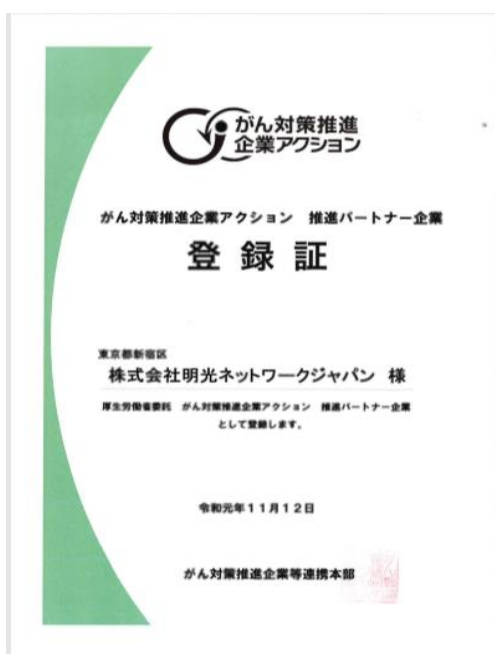 がん対策推進
企業アクション
がん対策推進企業アクション　推進パートナー企業
登録証
東京都新宿区
株式会社明光ネットワークジャパン 様
厚生労働省委託　がん対策推進企業アクション　推進パートナー企業
として登録します。
令和元年11月12日
がん対策推進企業等連携本部